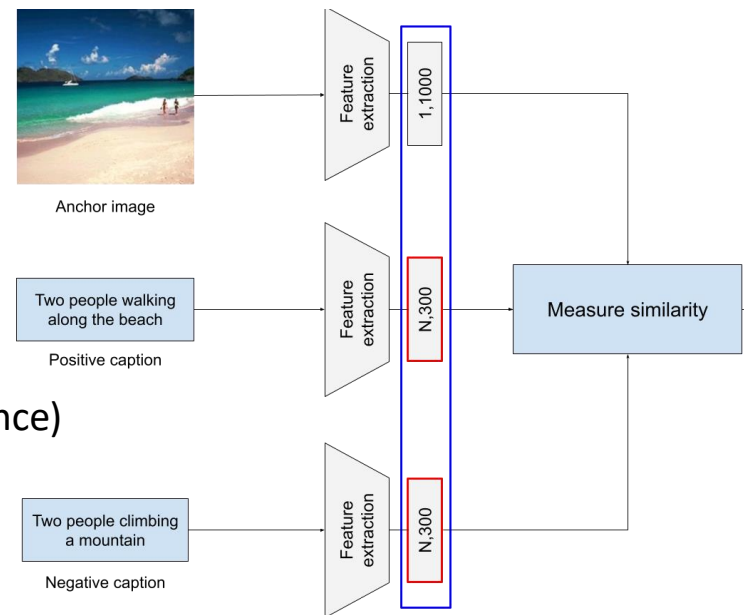 Feature
extraction
1,1000
Anchor image
Two people walking
along the beach
Positive caption
Feature
extraction
N,300
Measure similarity
nce)
Two people climbing
a mountain
Negative caption
Feature
extraction
N,300